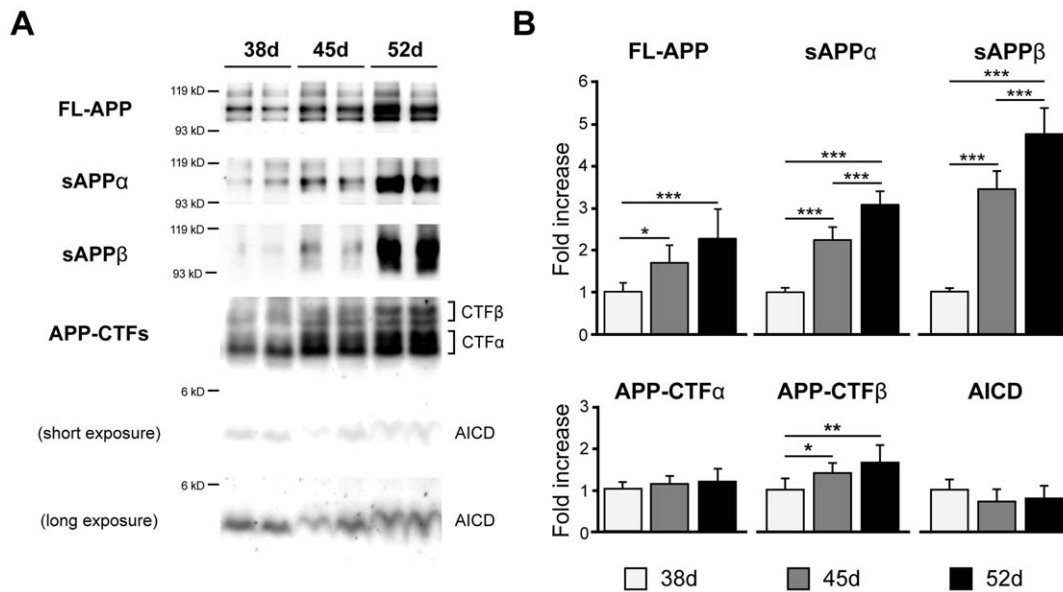 A
38d 45d 52d
FL-APP
119 kD
93 kD
sAPPα
119 kD
93 kD
sAPPβ
119 kD
93 kD
APP-CTFs
CTFβ
CTFα
6 kD
(short exposure)
AICD
6 kD
(long exposure)
AICD
B
FL-APP sAPPα sAPPβ
Fold increase
6
5
4
3
2
1
0
* ***
*** *** ***
*** *** ***
APP-CTFα APP-CTFβ AICD
Fold increase
3
2
1
0
* **
38d 45d 52d